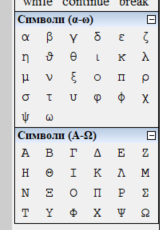 while continue break
Символи (α-ω)
α β γ δ ε ζ
η ϑ θ ι κ λ
μ ν ξ ο π ρ
σ τ υ φ ϕ χ
ψ ω
Символи (Α-Ω)
Α Β Γ Δ Ε Ζ
Η Θ Ι Κ Λ Μ
Ν Ξ Ο Π Ρ Σ
Τ Υ Φ Χ Ψ Ω